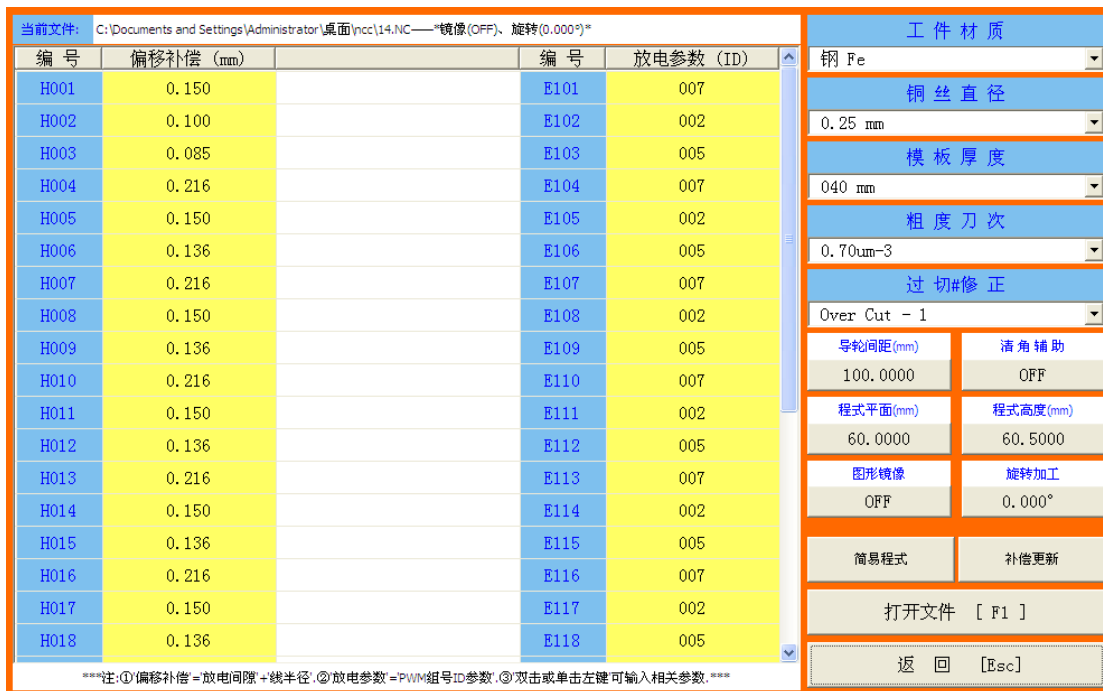 当前文件: C:\Documents and Settings\Administrator\桌面\ncc\14.NC——*镜像(OFF)、旋转(0.000°)*
编 号 偏移补偿 (mm) 编 号 放电参数 (ID)
H001 0.150 E101 007
H002 0.100 E102 002
H003 0.085 E103 005
H004 0.216 E104 007
H005 0.150 E105 002
H006 0.136 E106 005
H007 0.216 E107 007
H008 0.150 E108 002
H009 0.136 E109 005
H010 0.216 E110 007
H011 0.150 E111 002
H012 0.136 E112 005
H013 0.216 E113 007
H014 0.150 E114 002
H015 0.136 E115 005
H016 0.216 E116 007
H017 0.150 E117 002
H018 0.136 E118 005
***注:①'偏移补偿'='放电间隙'+'线半径'.②'放电参数'='PWM组号ID参数'.③'双击或单击左键'可输入相关参数.***
工 件 材 质
钢 Fe
铜 丝 直 径
0.25 mm
模 板 厚 度
040 mm
粗 度 刀 次
0.70um-3
过 切#修 正
Over Cut - 1
导轮间距(mm) 清 角 辅 助
100.0000 OFF
程式平面(mm) 程式高度(mm)
60.0000 60.5000
图形镜像 旋转加工
OFF 0.000°
简易程式 补偿更新
打开文件 [ F1 ]
返 回 [Esc]